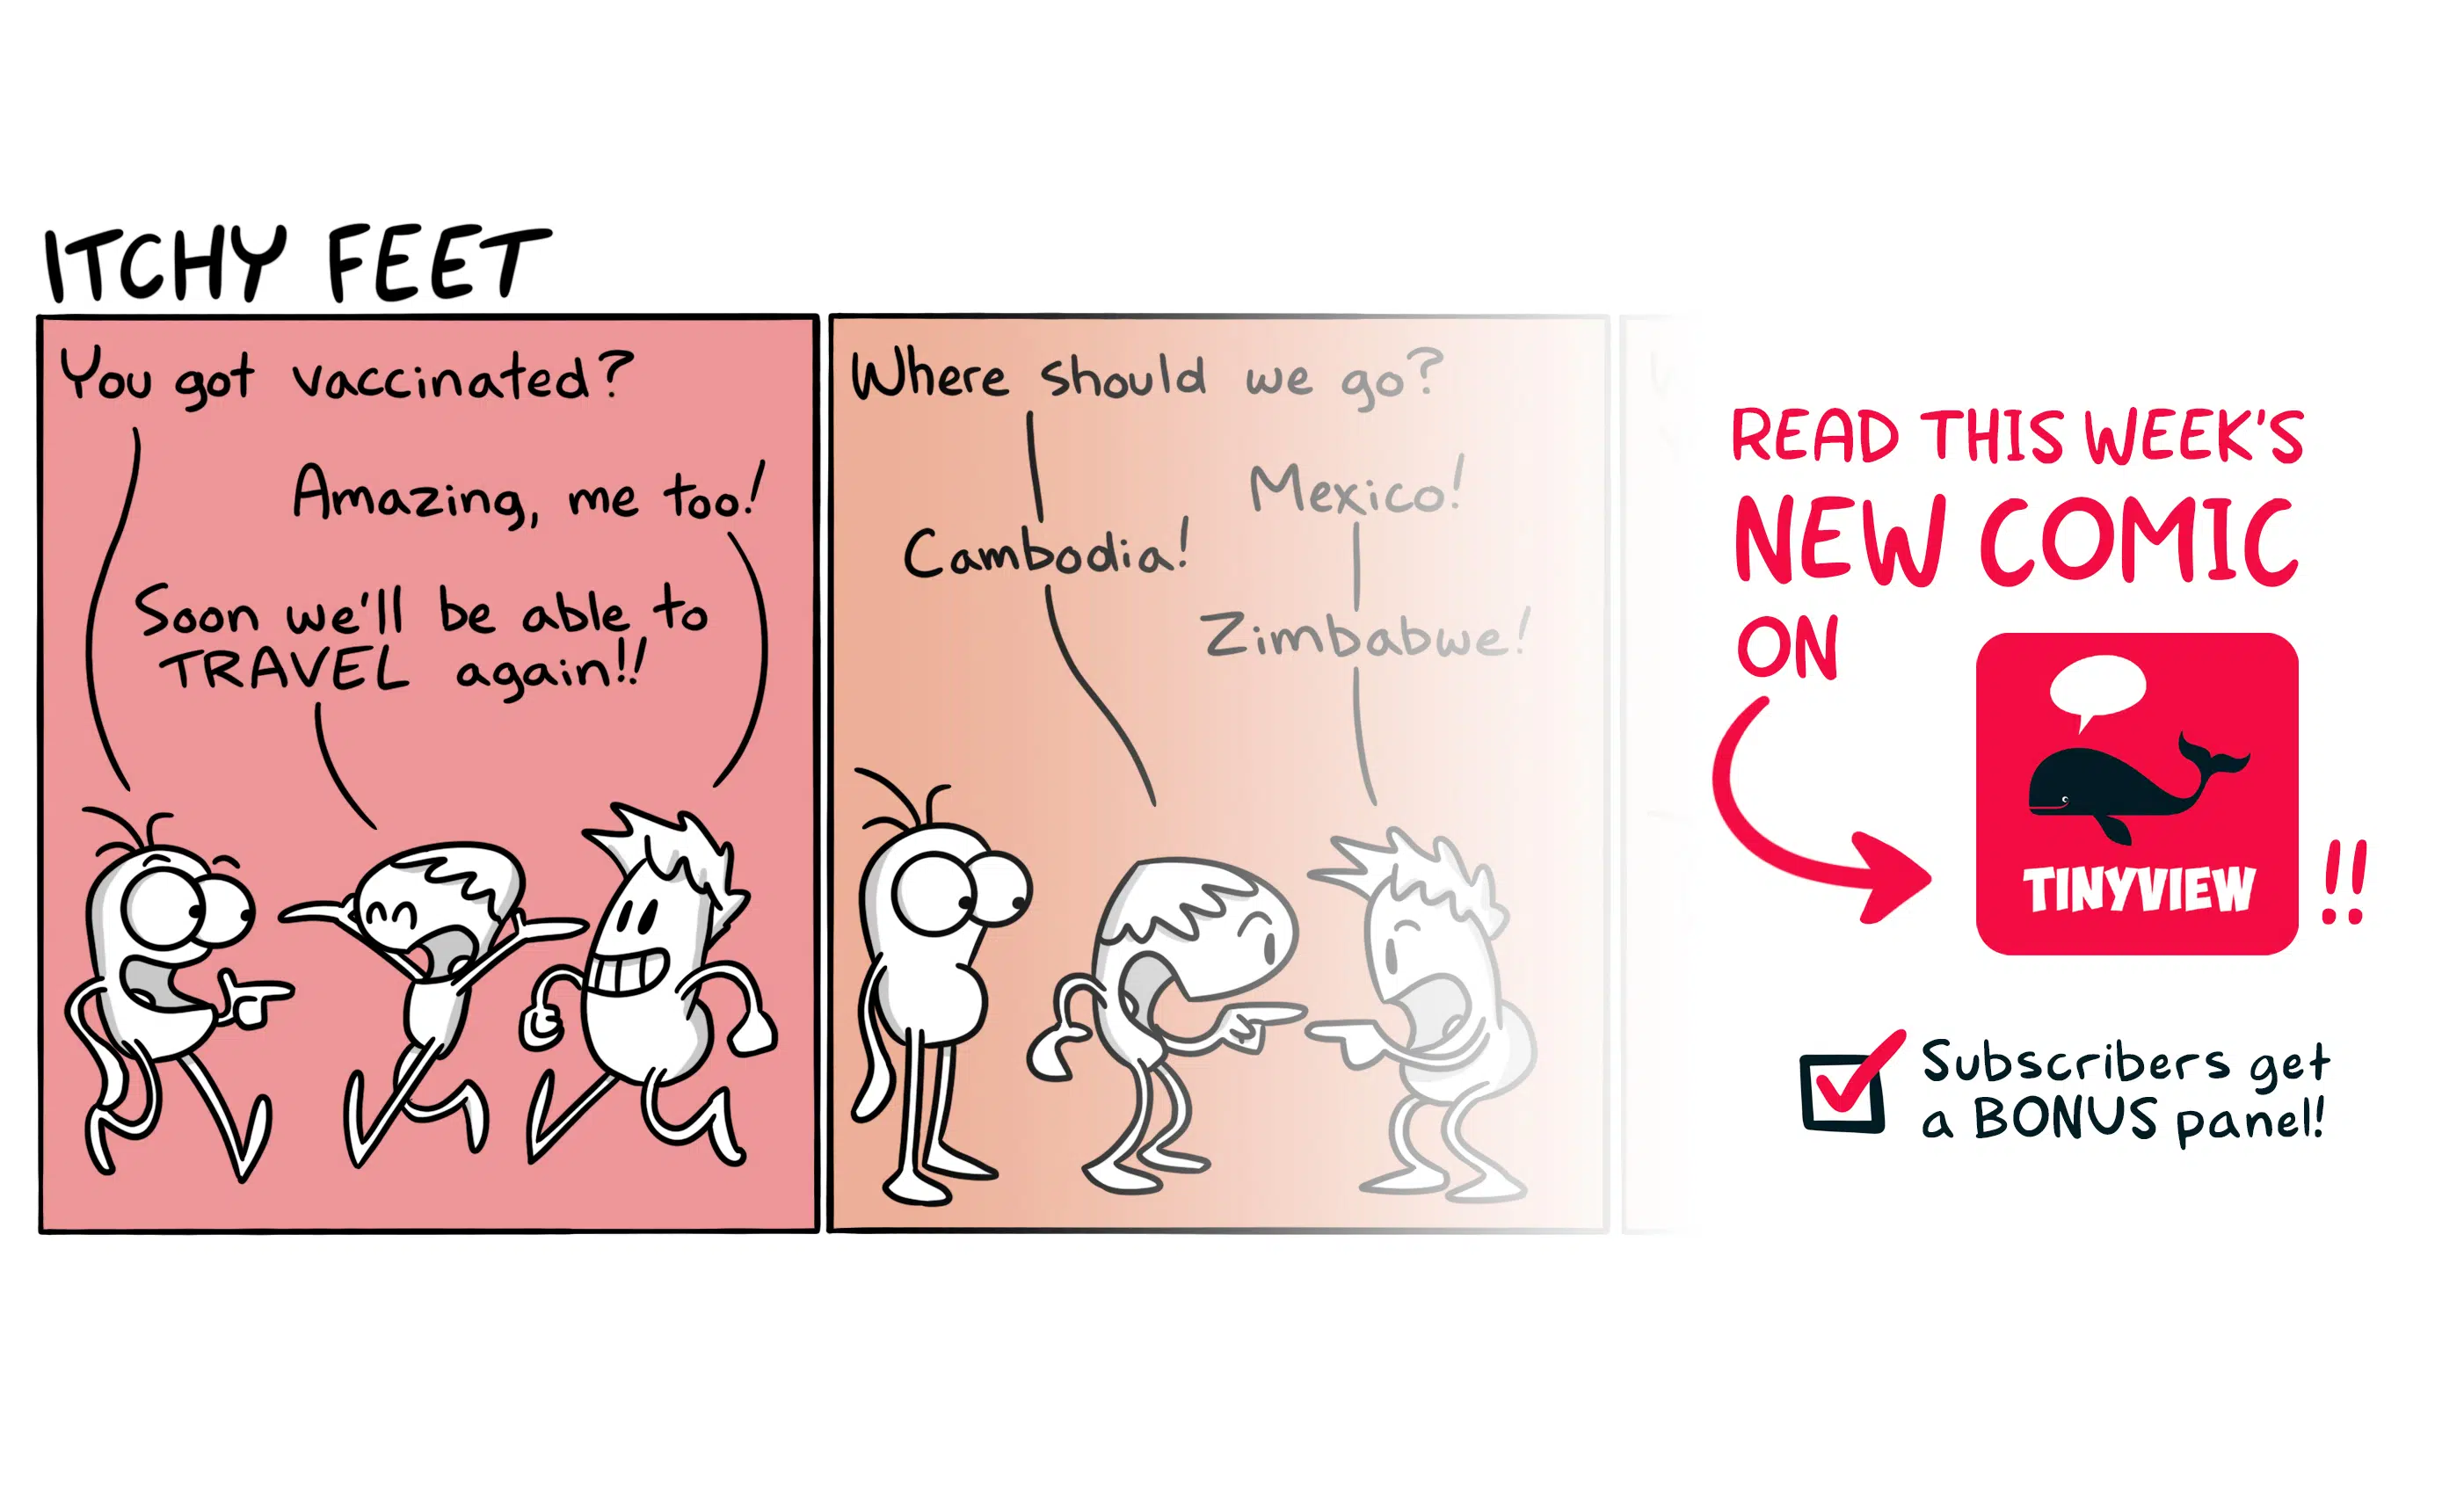 ITCHY FEET
You got vaccinated?
Amazing, me too!
Soon we'll be able to
TRAVEL again!!
Where should we go?
Cambodia!
Mexico!
Zimbabwe!
READ THIS WEEK'S
NEW COMIC
ON
TINYVIEW
!!
Subscribers get
a BONUS panel!